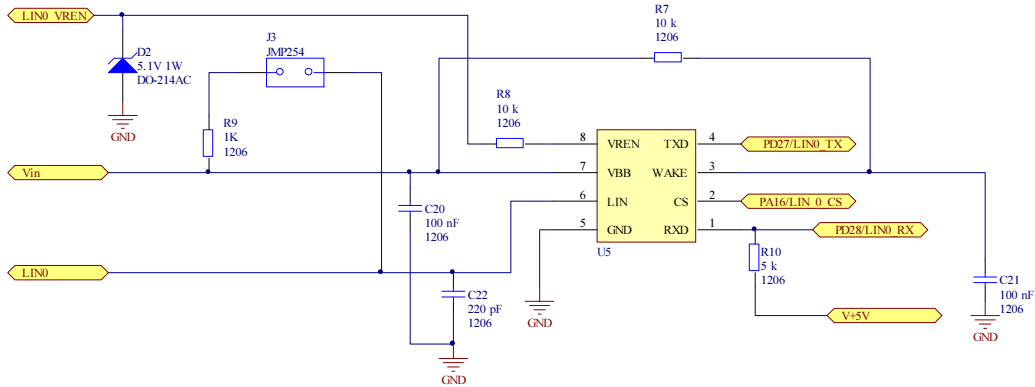 LIN0_VREN
D2
5.1V 1W
DO-214AC
GND
J3
JMP254
R9
1K
1206
R7
10 k
1206
R8
10 k
1206
8 VREN TXD 4
PD27/LIN0_TX
Vin
7 VBB WAKE 3
6 LIN CS 2
PA16/LIN_0_CS
5 GND RXD 1
PD28/LIN0_RX
U5
C20
100 nF
1206
R10
5 k
1206
LIN0
C22
220 pF
1206
GND
GND
V+5V
C21
100 nF
1206
GND